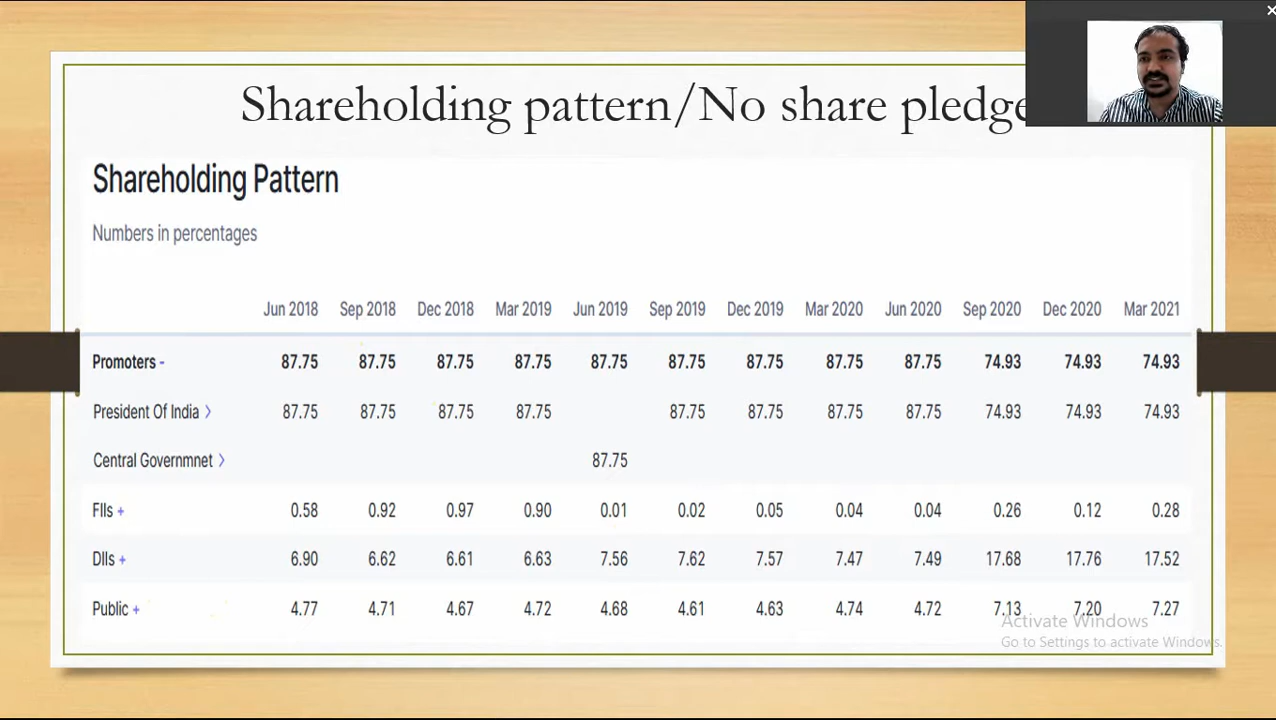 Shareholding pattern/No share pledge
Shareholding Pattern
Numbers in percentages
Jun 2018 Sep 2018 Dec 2018 Mar 2019 Jun 2019 Sep 2019 Dec 2019 Mar 2020 Jun 2020 Sep 2020 Dec 2020 Mar 2021
Promoters - 87.75 87.75 87.75 87.75 87.75 87.75 87.75 87.75 87.75 74.93 74.93 74.93
President Of India > 87.75 87.75 87.75 87.75 87.75 87.75 87.75 87.75 74.93 74.93 74.93
Central Governmnet > 87.75
FIIs + 0.58 0.92 0.97 0.90 0.01 0.02 0.05 0.04 0.04 0.26 0.12 0.28
DIIs + 6.90 6.62 6.61 6.63 7.56 7.62 7.57 7.47 7.49 17.68 17.76 17.52
Public + 4.77 4.71 4.67 4.72 4.68 4.61 4.63 4.74 4.72 7.13 7.20 7.27
Activate Windows
Go to Settings to activate Windows.